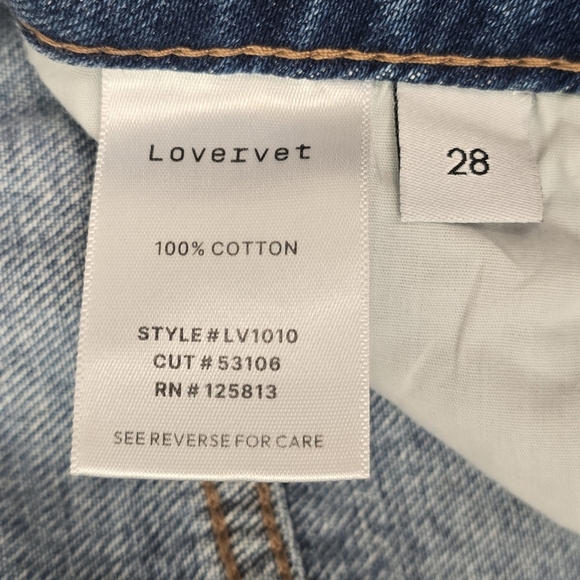 Lovervet
100% COTTON
STYLE # LV1010
CUT # 53106
RN # 125813
SEE REVERSE FOR CARE
28